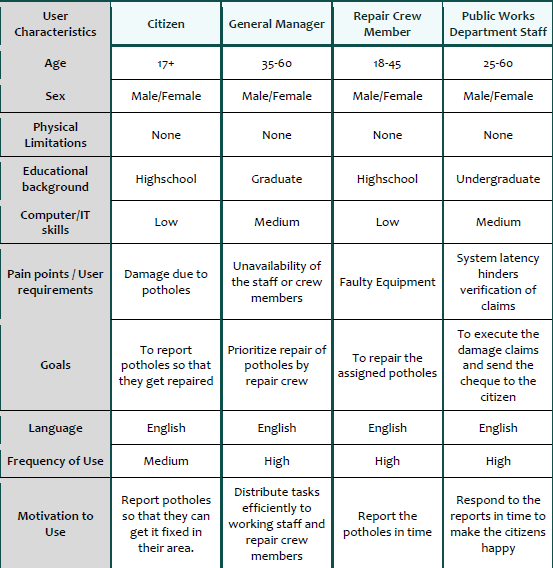 User Characteristics | Citizen | General Manager | Repair Crew Member | Public Works Department Staff
Age | 17+ | 35-60 | 18-45 | 25-60
Sex | Male/Female | Male/Female | Male/Female | Male/Female
Physical Limitations | None | None | None | None
Educational background | Highschool | Graduate | Highschool | Undergraduate
Computer/IT skills | Low | Medium | Low | Medium
Pain points / User requirements | Damage due to potholes | Unavailability of the staff or crew members | Faulty Equipment | System latency hinders verification of claims
Goals | To report potholes so that they get repaired | Prioritize repair of potholes by repair crew | To repair the assigned potholes | To execute the damage claims and send the cheque to the citizen
Language | English | English | English | English
Frequency of Use | Medium | High | High | High
Motivation to Use | Report potholes so that they can get it fixed in their area. | Distribute tasks efficiently to working staff and repair crew members | Report the potholes in time | Respond to the reports in time to make the citizens happy